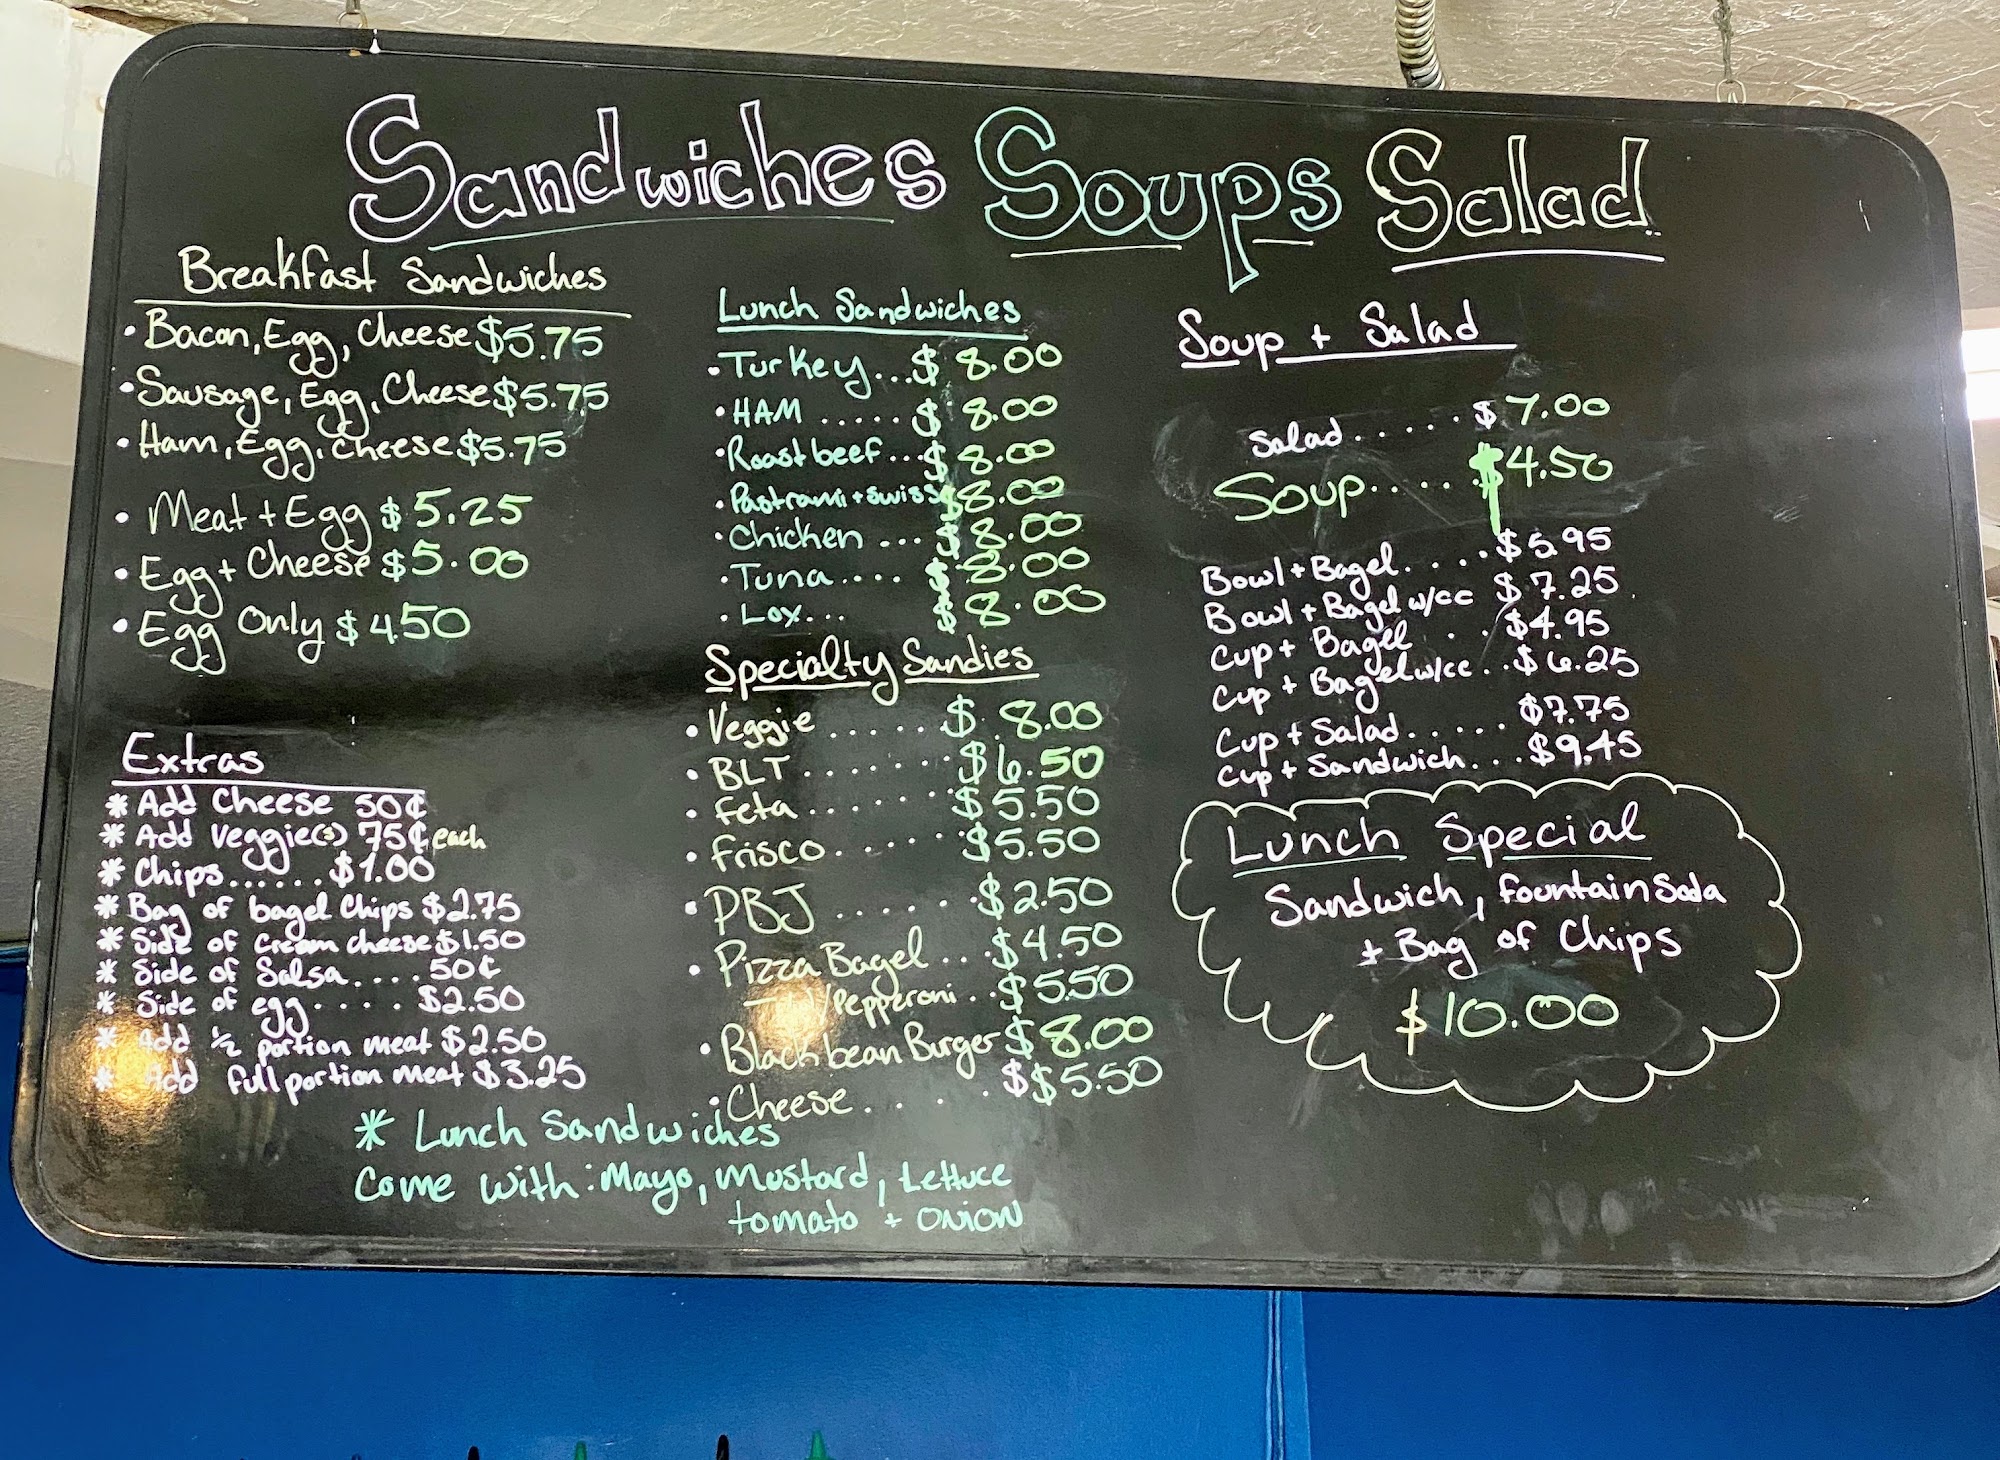 Sandwiches Soups Salad
Breakfast Sandwiches
• Bacon, Egg, Cheese $5.75
• Sausage, Egg, Cheese $5.75
• Ham, Egg, Cheese $5.75
• Meat + Egg $5.25
• Egg + Cheese $5.00
• Egg Only $4.50
Extras
* Add Cheese 50¢
* Add Veggie(s) 75¢ each
* Chips...... $1.00
* Bag of bagel Chips $2.75
* Side of cream cheese $1.50
* Side of Salsa.... 50¢
* Side of egg.... $2.50
* Add 1/2 portion meat $2.50
* Add full portion meat $3.25
Lunch Sandwiches
• Turkey... $ 8.00
• HAM ..... $ 8.00
• Roast beef... $ 8.00
• Pastrami + swiss $8.00
• Chicken ... $ 8.00
• Tuna.... $ 8.00
• Lox... $ 8.00
Specialty Sandies
• Veggie ..... $ 8.00
• BLT ....... $6.50
• feta ...... $5.50
• frisco..... $5.50
• PBJ ...... $2.50
• Pizza Bagel ... $4.50
/Pepperoni .. $5.50
• Black bean Burger $8.00
• Cheese..... $ $5.50
* Lunch Sandwiches
Come with: Mayo, Mustard, Lettuce
tomato + ONION
Soup + Salad
Salad..... $ 7.00
Soup..... $4.50
Bowl + Bagel.... $5.95
Bowl + Bagel w/cc $7.25
Cup + Bagel .. $4.95
Cup + Bagel w/cc .. $6.25
Cup + Salad..... $7.75
Cup + Sandwich... $9.45
Lunch Special
Sandwich, fountain Soda
+ Bag of Chips
$10.00